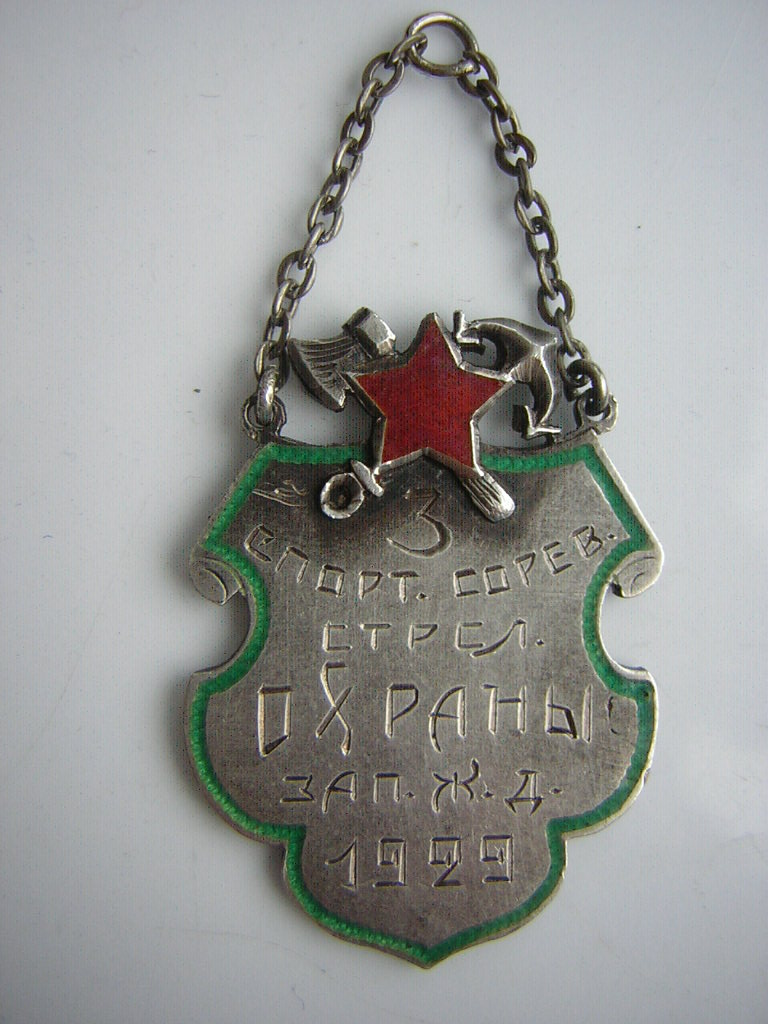 3
СПОРТ. СОРЕВ.
СТРЕЛ.
ОХРАНЫ
ЗАП. Ж. Д.
1929